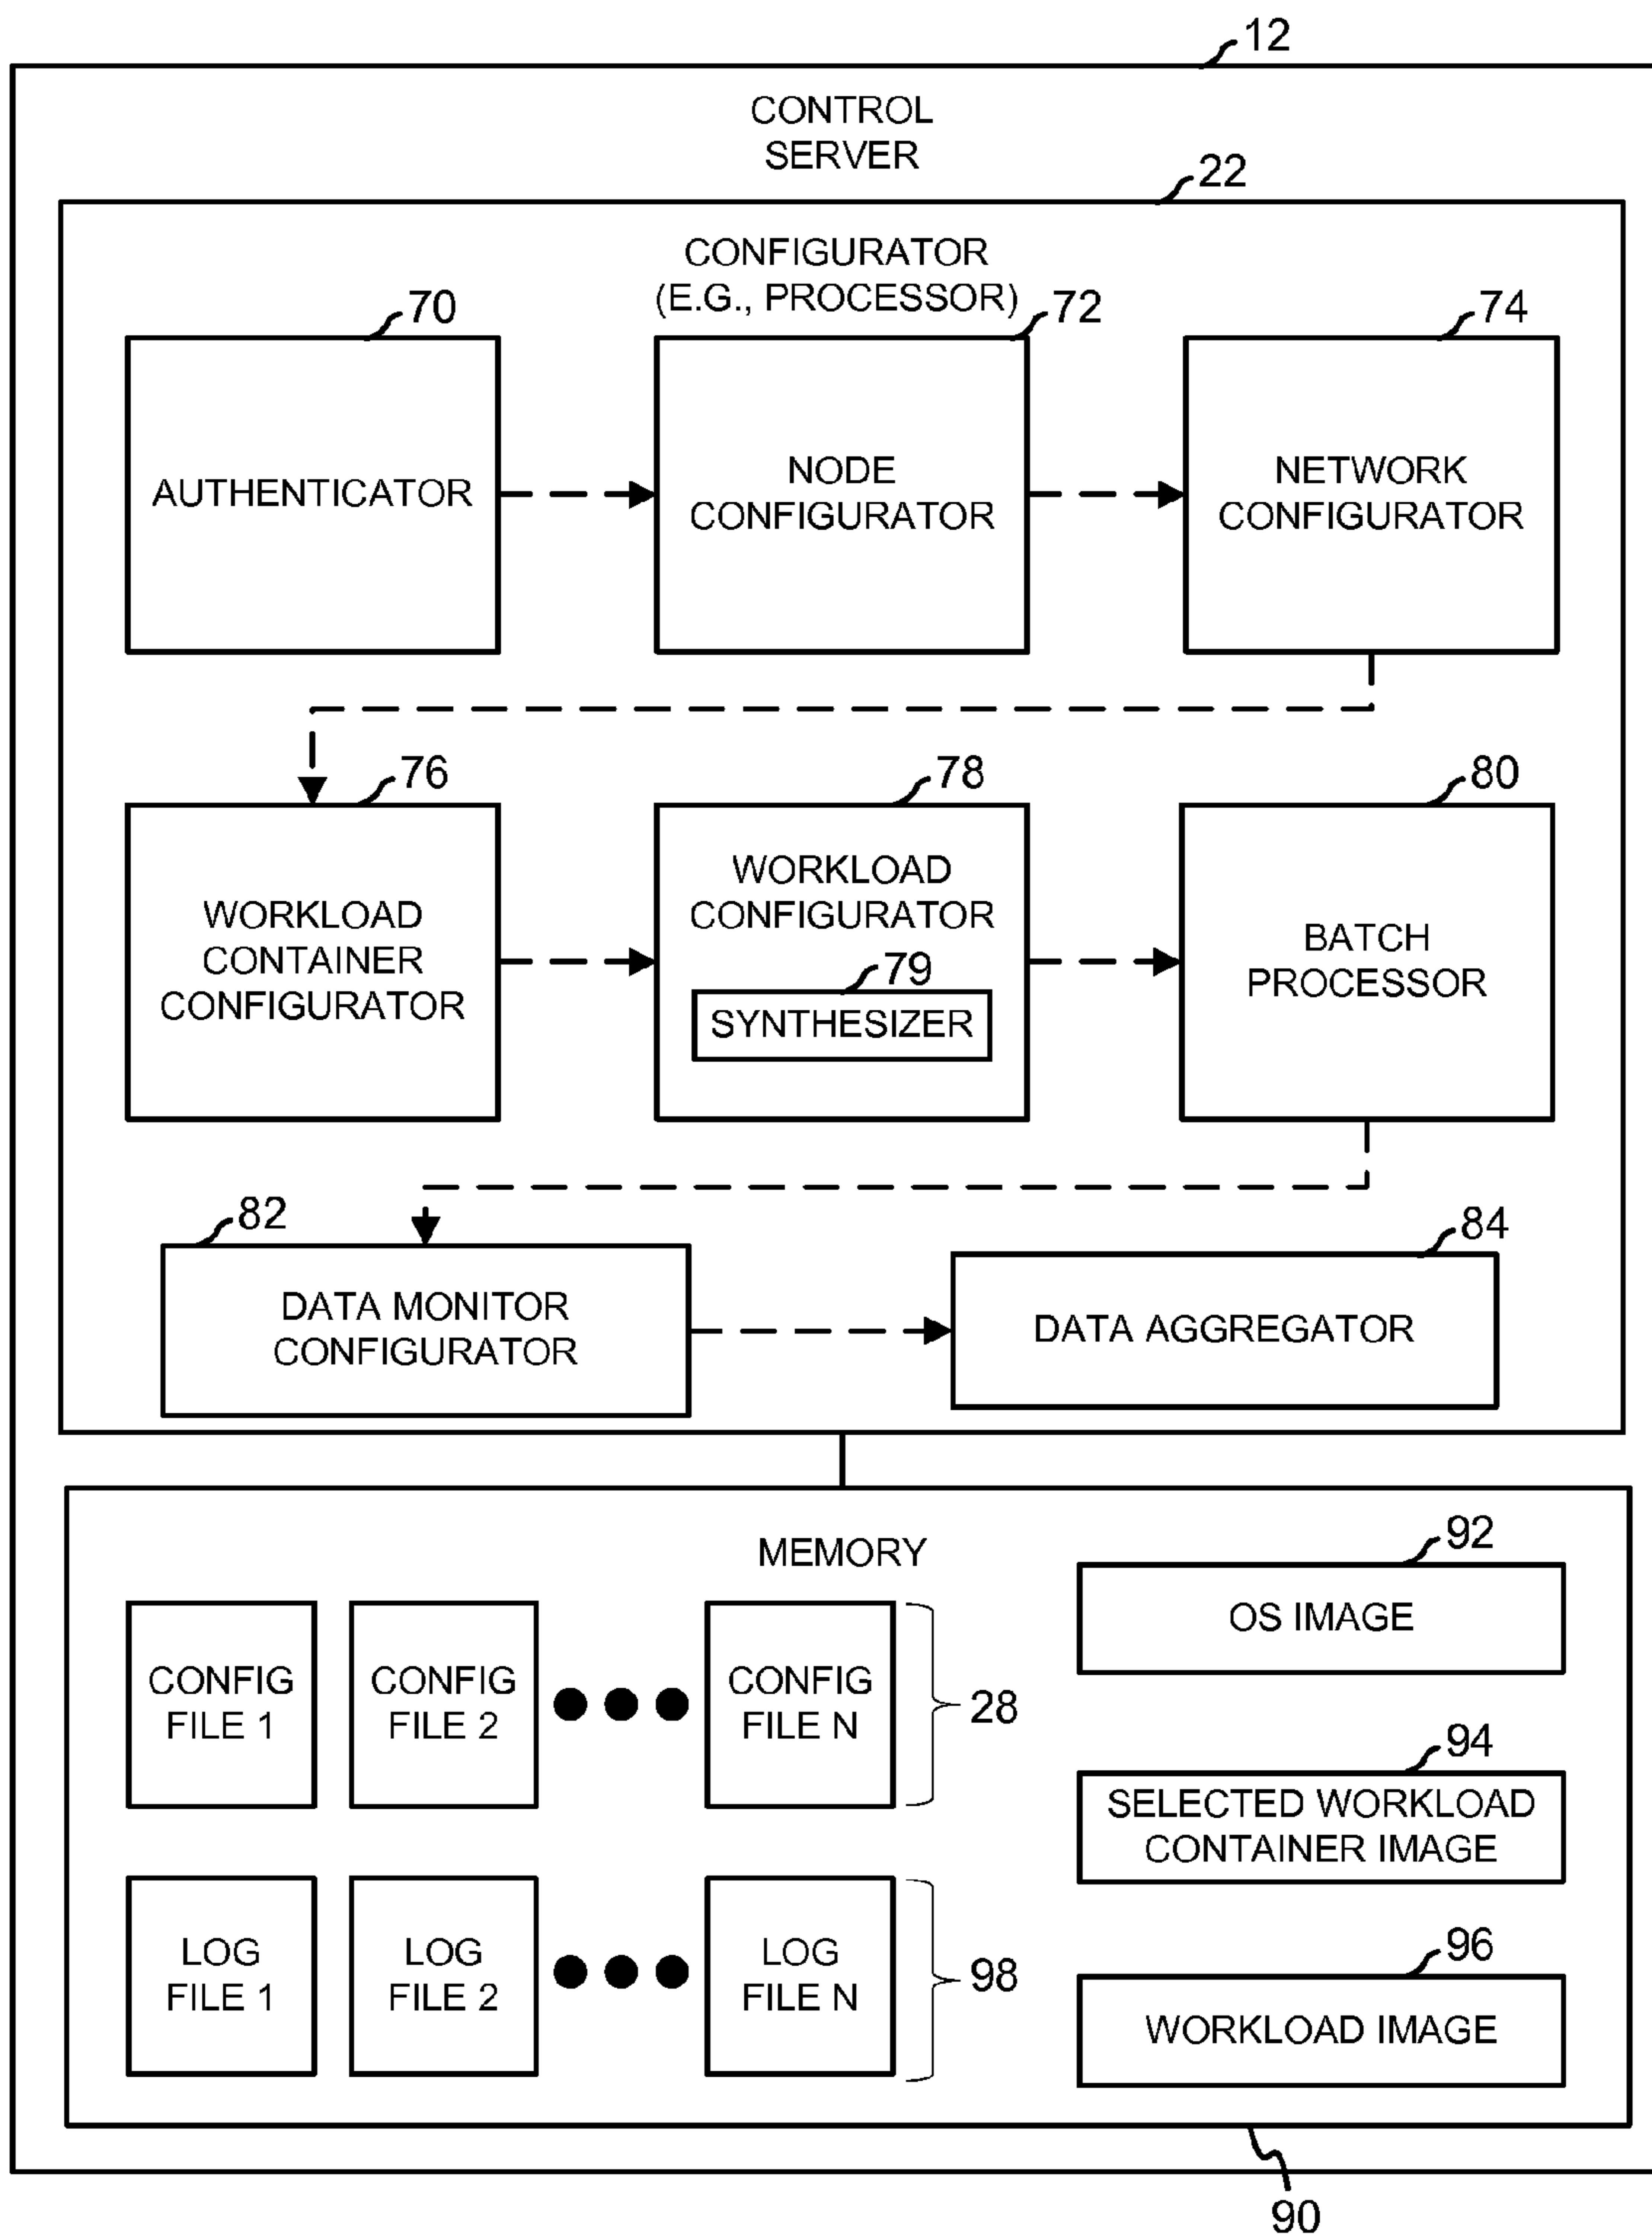 12
CONTROL
SERVER
22
CONFIGURATOR
(E.G., PROCESSOR)
70
72
74
AUTHENTICATOR
NODE
CONFIGURATOR
NETWORK
CONFIGURATOR
76
78
80
WORKLOAD
CONTAINER
CONFIGURATOR
WORKLOAD
CONFIGURATOR
79
SYNTHESIZER
BATCH
PROCESSOR
82
84
DATA MONITOR
CONFIGURATOR
DATA AGGREGATOR
MEMORY
92
OS IMAGE
CONFIG
FILE 1
CONFIG
FILE 2
CONFIG
FILE N
28
94
SELECTED WORKLOAD
CONTAINER IMAGE
LOG
FILE 1
LOG
FILE 2
LOG
FILE N
98
96
WORKLOAD IMAGE
90